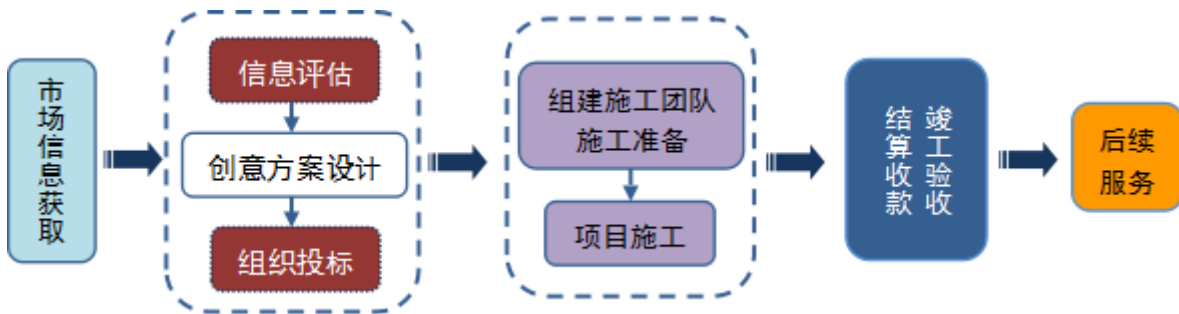 市场信息获取
信息评估
创意方案设计
组织投标
组建施工团队
施工准备
项目施工
竣工验收
结算收款
后续
服务